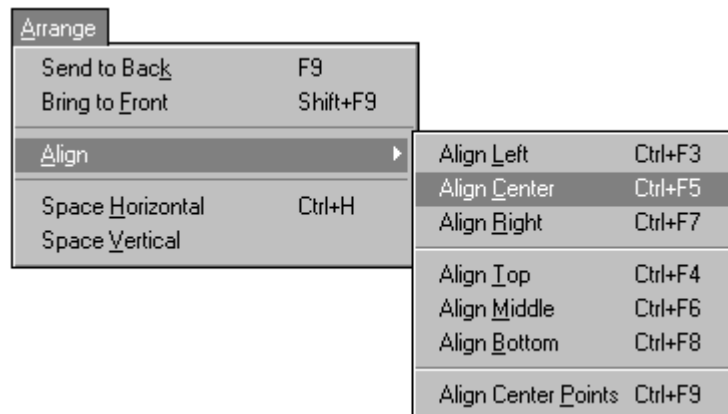 Arrange
Send to Back F9
Bring to Front Shift+F9
Align
Space Horizontal Ctrl+H
Space Vertical
Align Left Ctrl+F3
Align Center Ctrl+F5
Align Right Ctrl+F7
Align Top Ctrl+F4
Align Middle Ctrl+F6
Align Bottom Ctrl+F8
Align Center Points Ctrl+F9